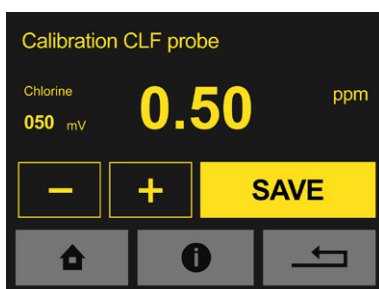 Calibration CLF probe
Chlorine
050 mV
0.50
ppm
− +
SAVE